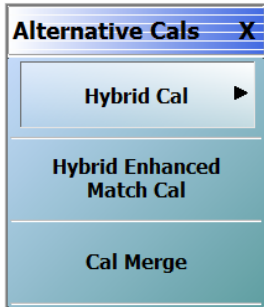 Alternative Cals X
Hybrid Cal
Hybrid Enhanced
Match Cal
Cal Merge